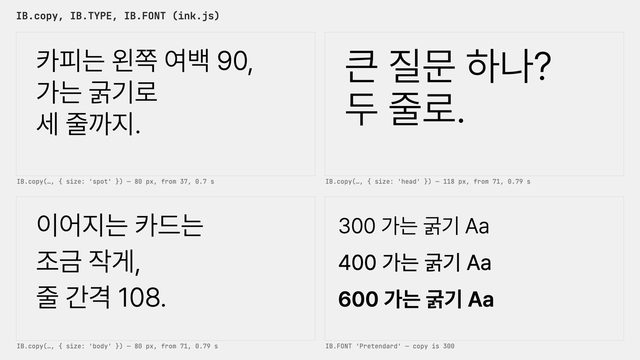 IB.copy, IB.TYPE, IB.FONT (ink.js)
카피는 왼쪽 여백 90,
가는 굵기로
세 줄까지.
IB.copy(…, { size: 'spot' }) — 80 px, from 37, 0.7 s
큰 질문 하나?
두 줄로.
IB.copy(…, { size: 'head' }) — 118 px, from 71, 0.79 s
이어지는 카드는
조금 작게,
줄 간격 108.
IB.copy(…, { size: 'body' }) — 80 px, from 71, 0.79 s
300 가는 굵기 Aa
400 가는 굵기 Aa
600 가는 굵기 Aa
IB.FONT 'Pretendard' — copy is 300